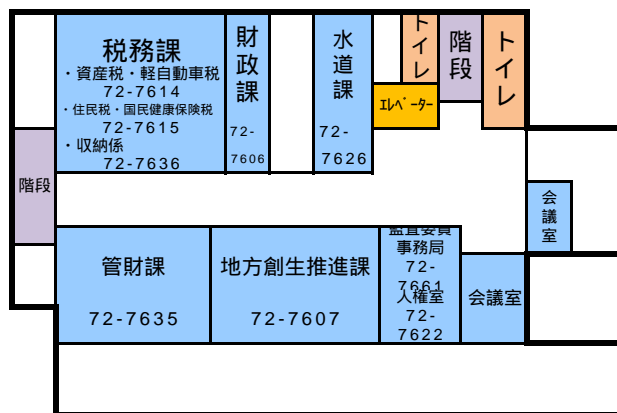 税務課
・資産税・軽自動車税
72-7614
・住民税・国民健康保険税
72-7615
・収納係
72-7636
財政課
72-
7606
水道課
72-
7626
トイレ
エレベーター
階段
トイレ
階段
会議室
管財課
72-7635
地方創生推進課
72-7607
監査委員
事務局
72-
7661
人権室
72-
7622
会議室